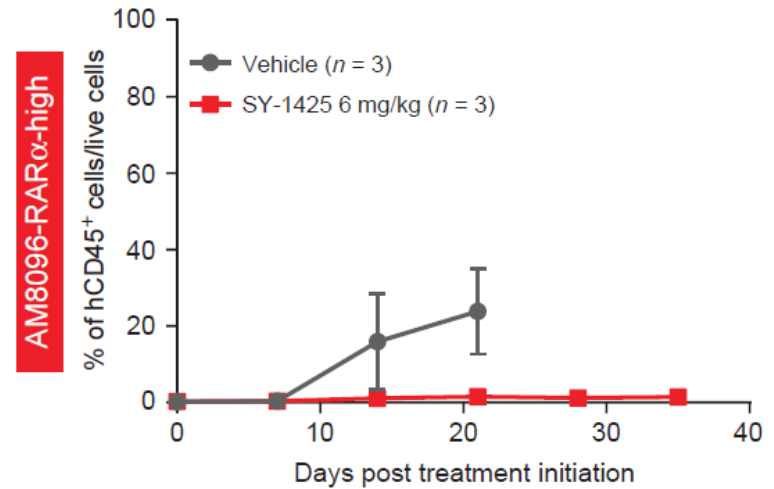 AM8096-RARα-high
% of hCD45⁺ cells/live cells
100
80
60
40
20
0
Vehicle (n = 3)
SY-1425 6 mg/kg (n = 3)
0 10 20 30 40
Days post treatment initiation